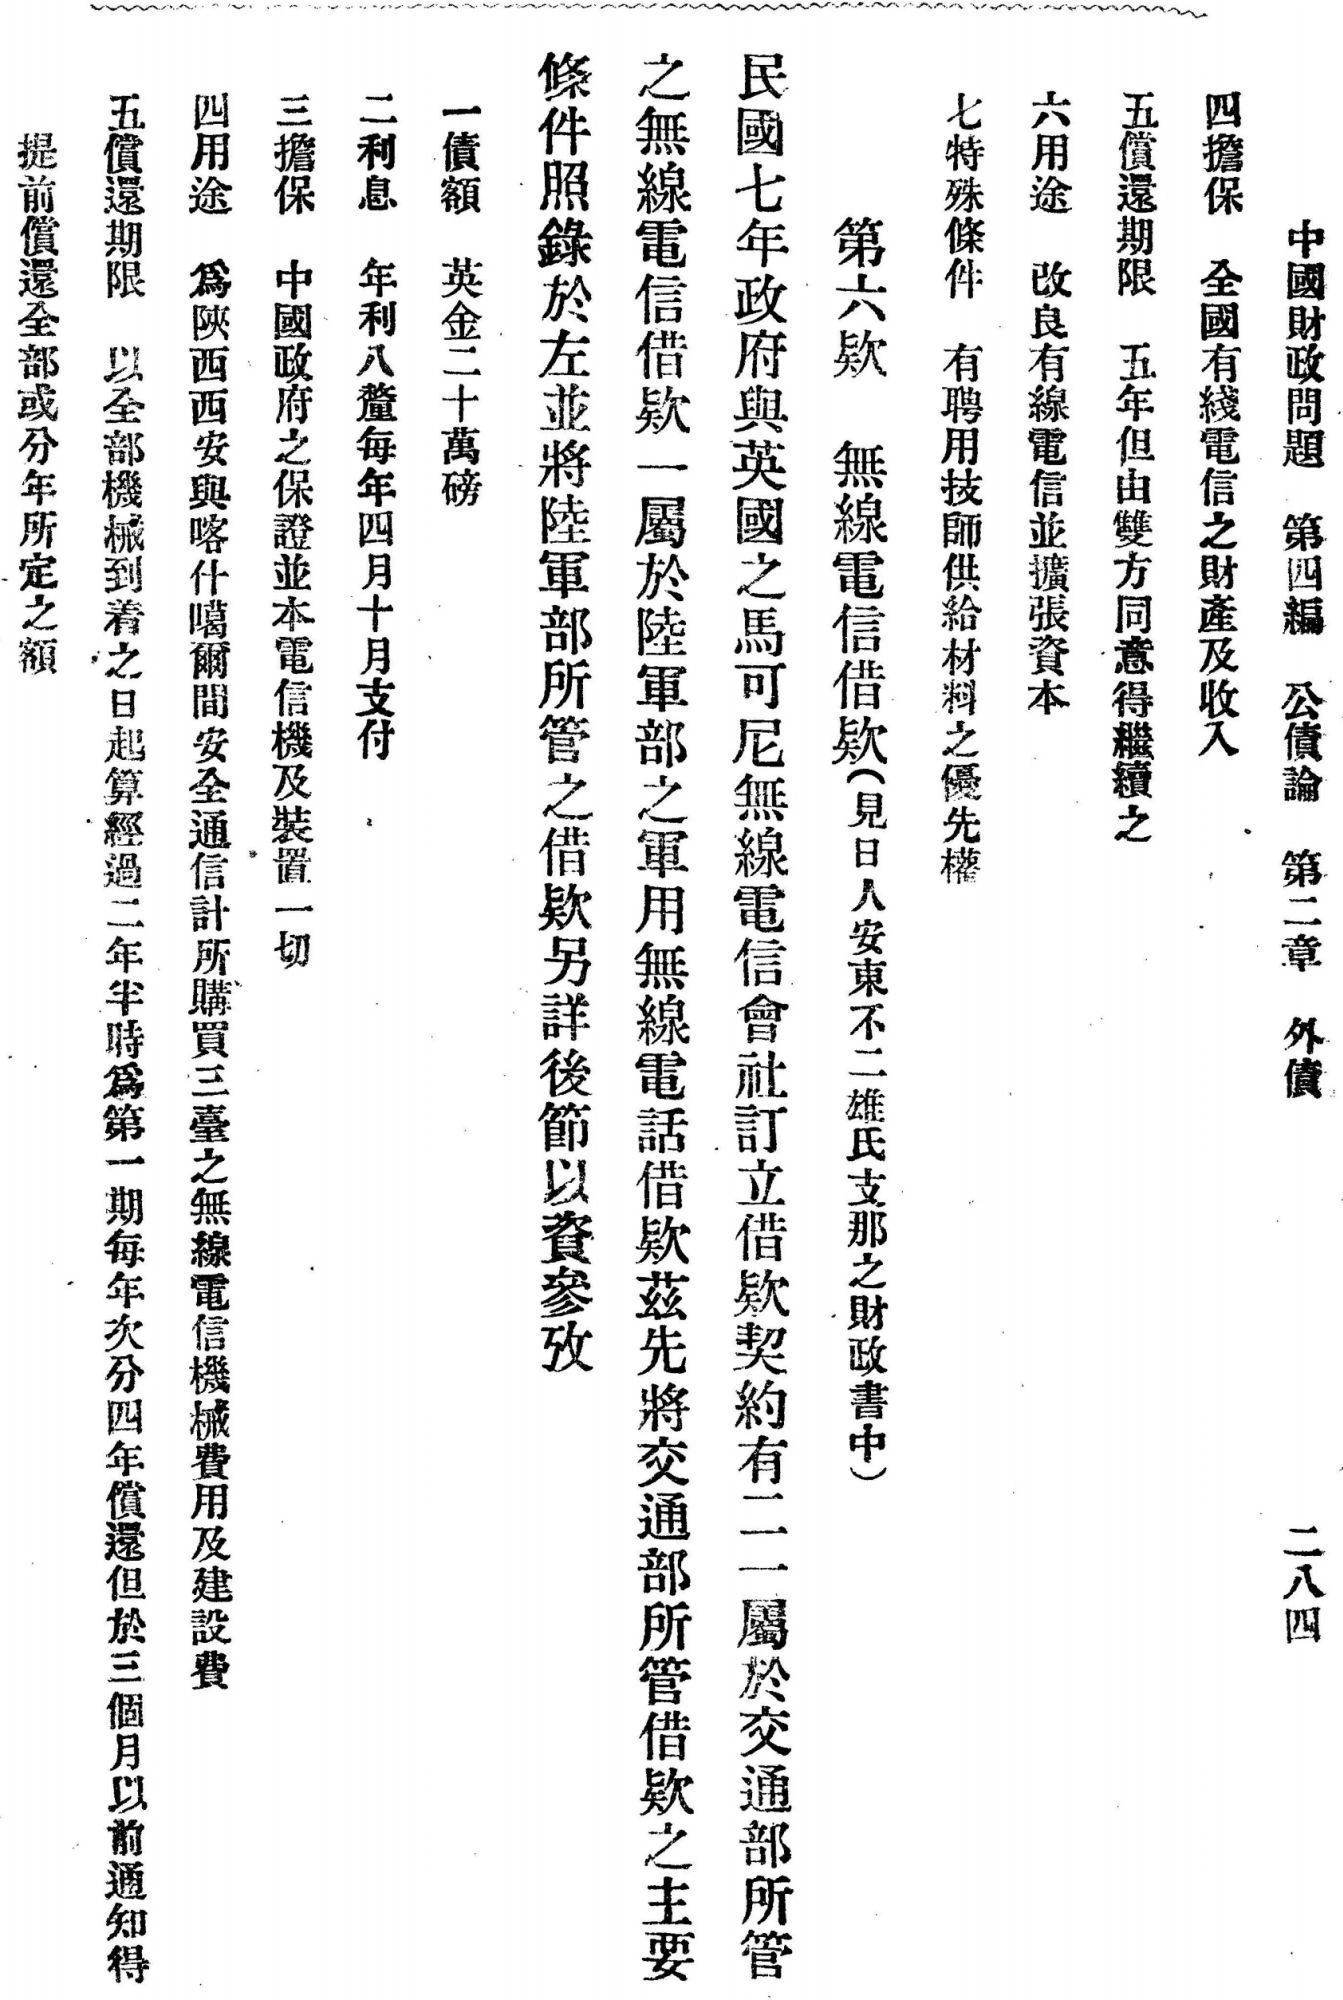 中國財政問題　第四編　公債論　第二章　外債　二八四
四擔保　全國有綫電信之財產及收入
五償還期限　五年但由雙方同意得繼續之
六用途　改良有線電信並擴張資本
七特殊條件　有聘用技師供給材料之優先權
第六欵　無線電信借欵（見日人安東不二雄氏支那之財政書中）
民國七年政府與英國之馬可尼無線電信會社訂立借欵契約有二一屬於交通部所管
之無線電信借欵一屬於陸軍部之軍用無線電話借欵茲先將交通部所管借欵之主要
條件照錄於左並將陸軍部所管之借欵另詳後節以資參攷
一債額　英金二十萬磅
二利息　年利八釐每年四月十月支付
三擔保　中國政府之保證並本電信機及裝置一切
四用途　爲陝西西安與喀什噶爾間安全通信計所購買三臺之無線電信機械費用及建設費
五償還期限　以全部機械到着之日起算經過二年半時爲第一期每年次分四年償還但於三個月以前通知得
提前償還全部或分年所定之額